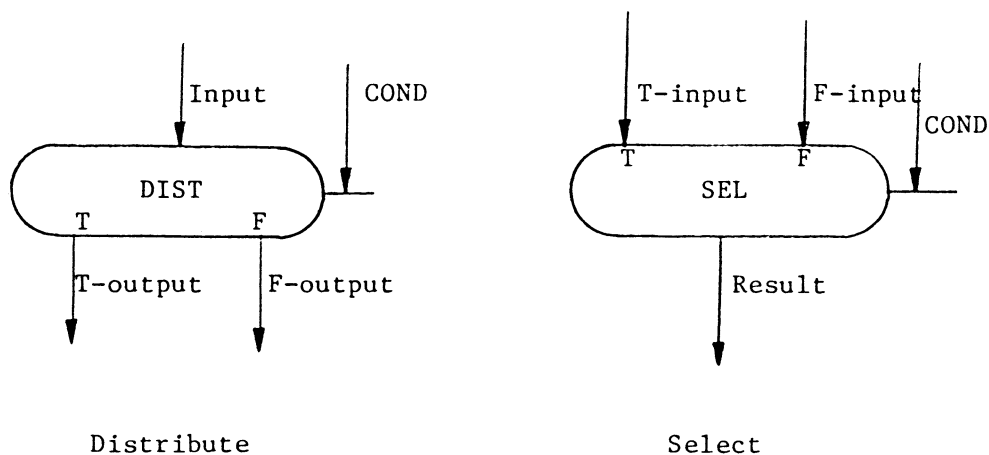 Input
COND
DIST
T
F
T-output
F-output
Distribute
T-input
F-input
COND
T
F
SEL
Result
Select